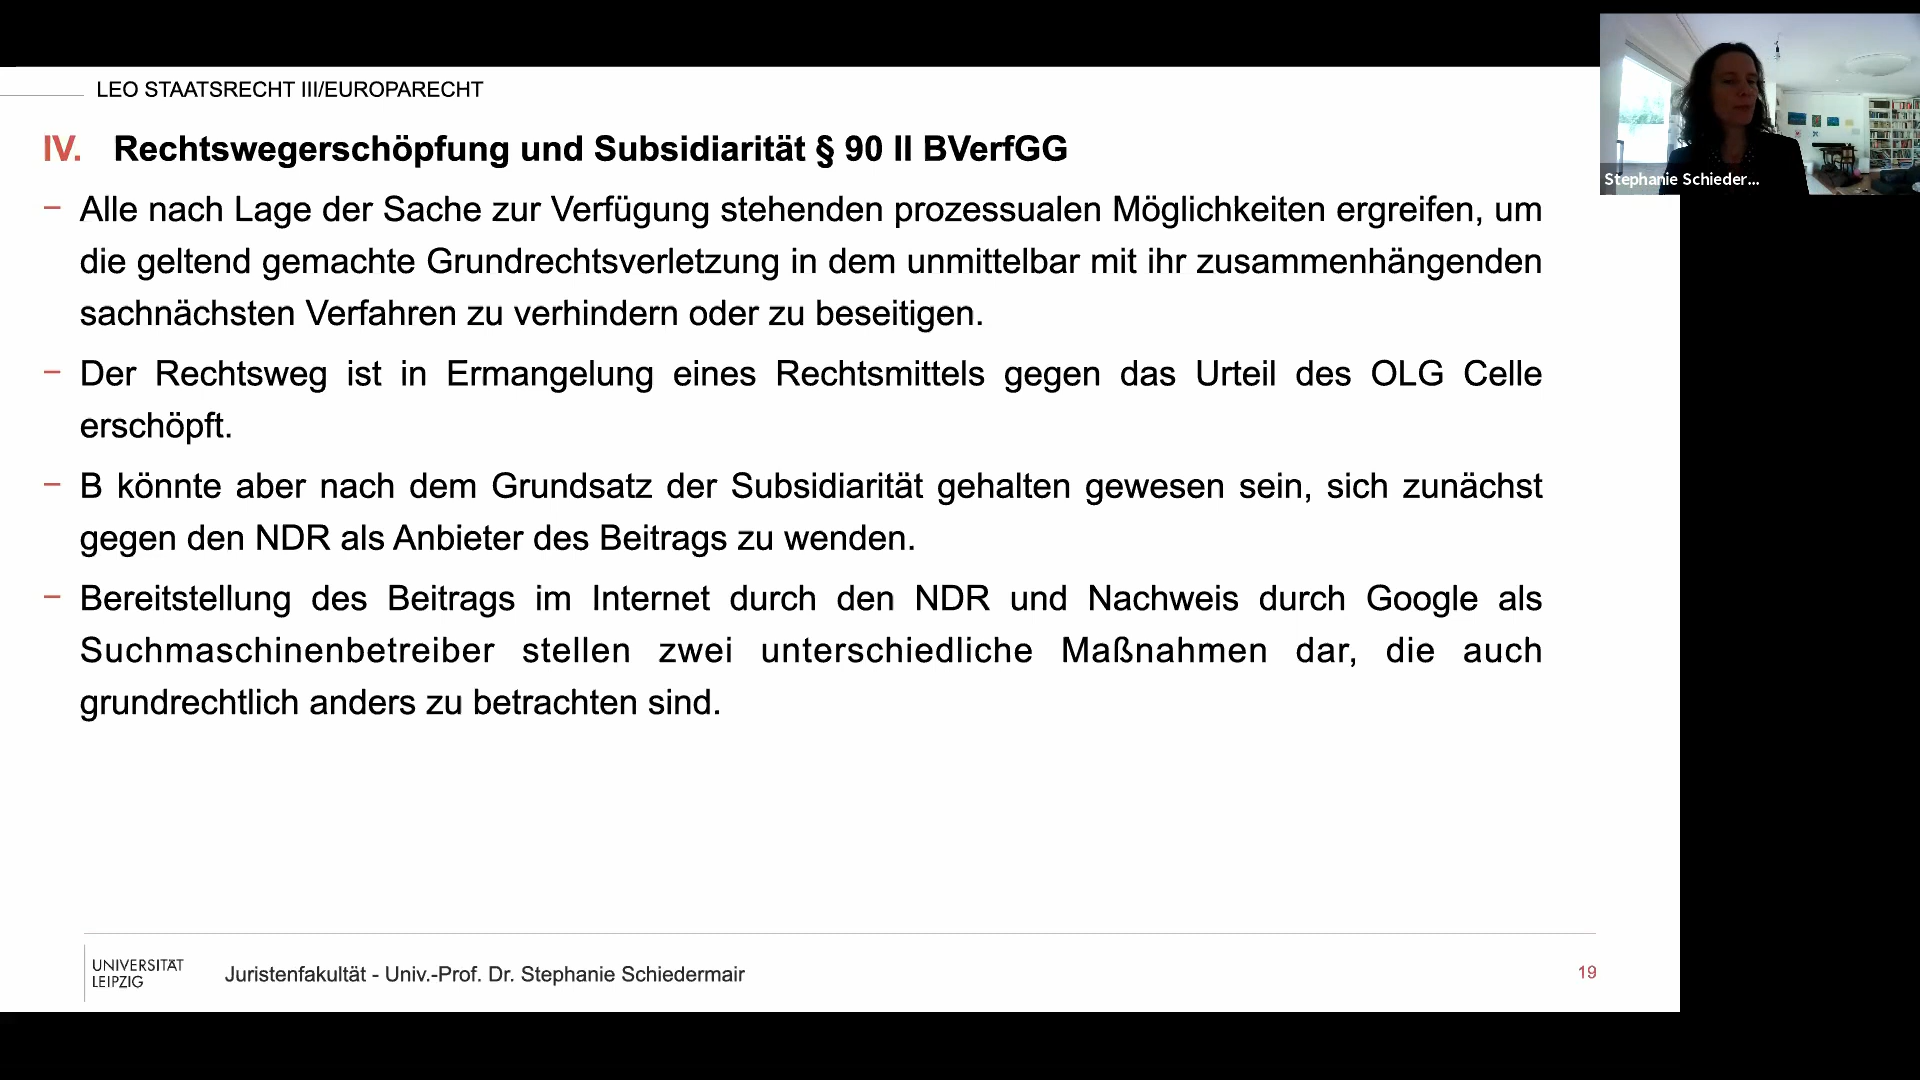 LEO STAATSRECHT III/EUROPARECHT
IV. Rechtswegerschöpfung und Subsidiarität § 90 II BVerfGG
− Alle nach Lage der Sache zur Verfügung stehenden prozessualen Möglichkeiten ergreifen, um
die geltend gemachte Grundrechtsverletzung in dem unmittelbar mit ihr zusammenhängenden
sachnächsten Verfahren zu verhindern oder zu beseitigen.
− Der Rechtsweg ist in Ermangelung eines Rechtsmittels gegen das Urteil des OLG Celle
erschöpft.
− B könnte aber nach dem Grundsatz der Subsidiarität gehalten gewesen sein, sich zunächst
gegen den NDR als Anbieter des Beitrags zu wenden.
− Bereitstellung des Beitrags im Internet durch den NDR und Nachweis durch Google als
Suchmaschinenbetreiber stellen zwei unterschiedliche Maßnahmen dar, die auch
grundrechtlich anders zu betrachten sind.
UNIVERSITÄT
LEIPZIG
Juristenfakultät - Univ.-Prof. Dr. Stephanie Schiedermair
19
Stephanie Schieder...